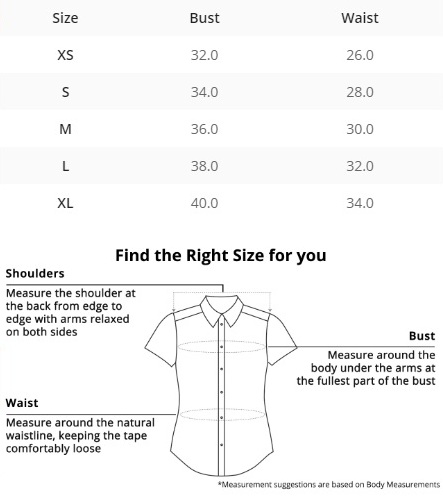 Size Bust Waist
XS 32.0 26.0
S 34.0 28.0
M 36.0 30.0
L 38.0 32.0
XL 40.0 34.0
Find the Right Size for you
Shoulders
Measure the shoulder at
the back from edge to
edge with arms relaxed
on both sides
Bust
Measure around the
body under the arms at
the fullest part of the bust
Waist
Measure around the natural
waistline, keeping the tape
comfortably loose
*Measurement suggestions are based on Body Measurements